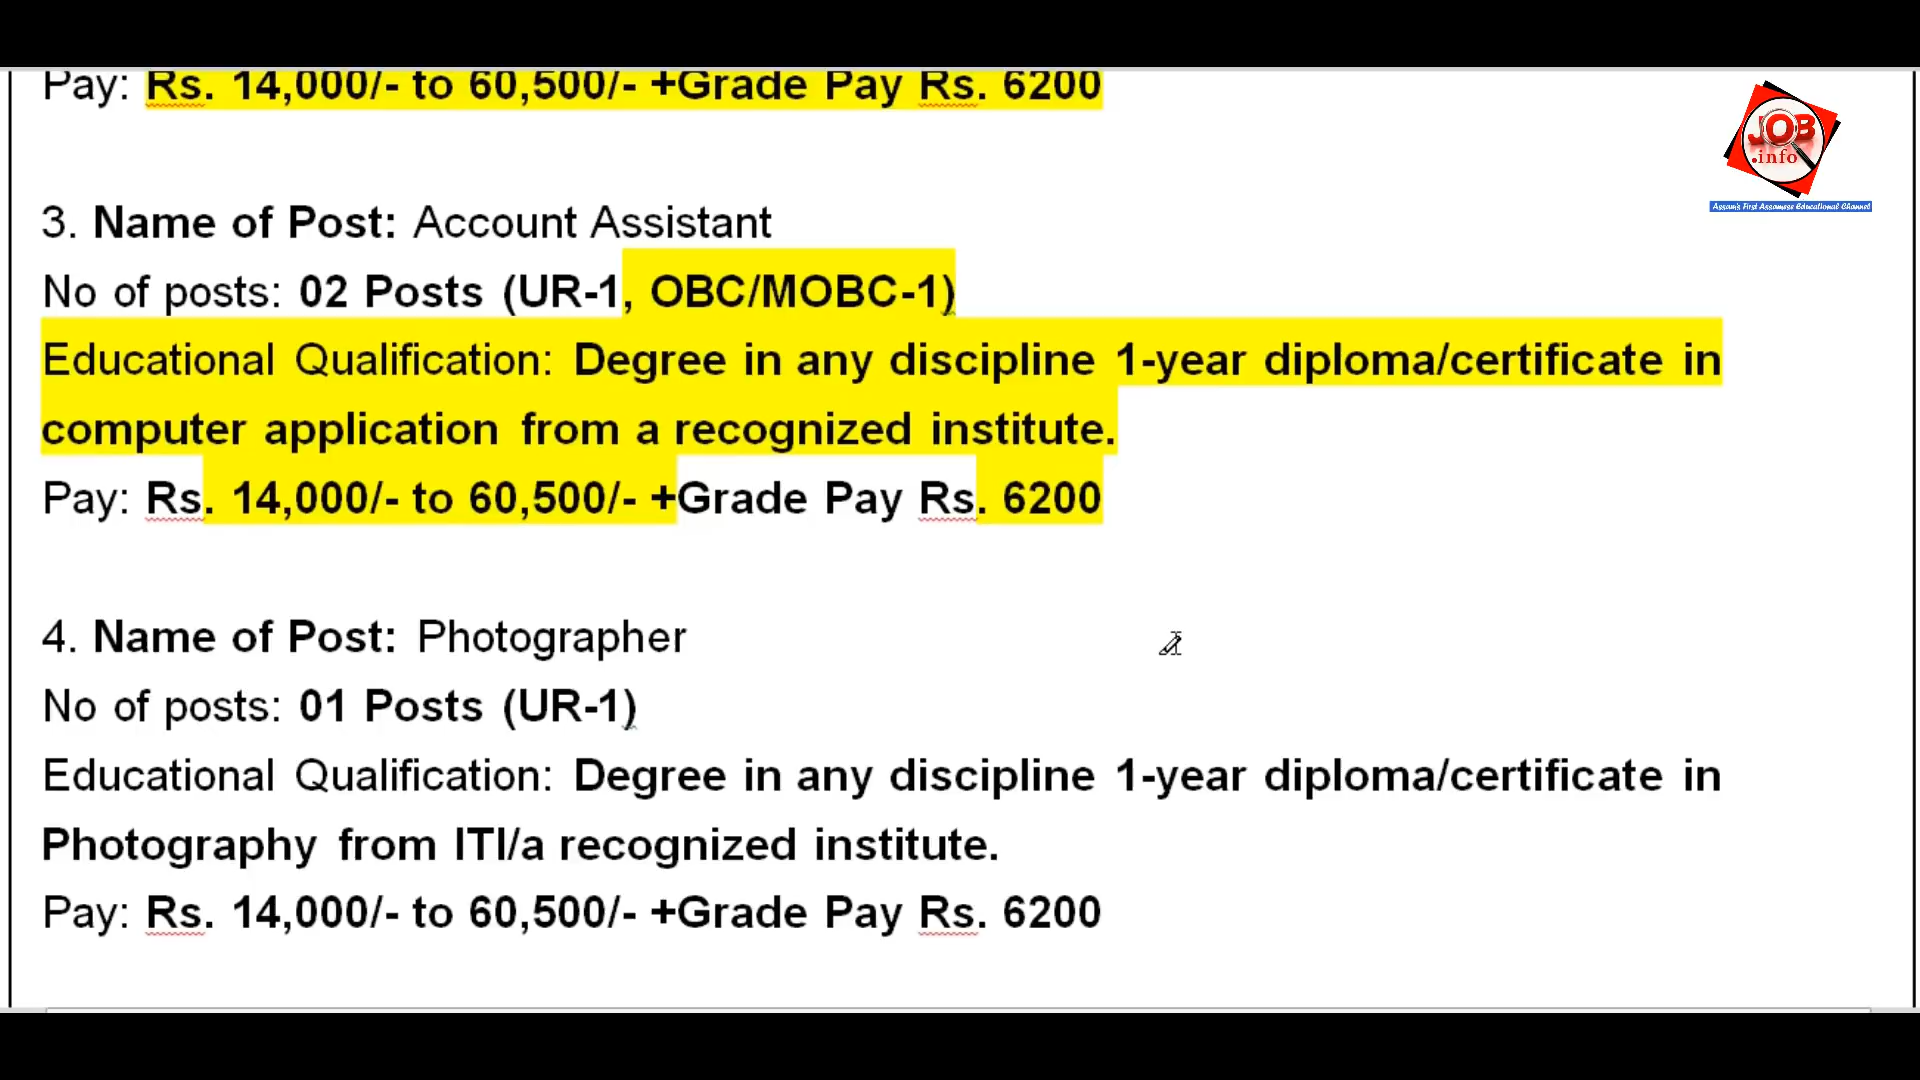 Pay: Rs. 14,000/- to 60,500/- +Grade Pay Rs. 6200
JOB
.info
Assam's First Assamese Educational Channel
3. Name of Post: Account Assistant
No of posts: 02 Posts (UR-1, OBC/MOBC-1)
Educational Qualification: Degree in any discipline 1-year diploma/certificate in
computer application from a recognized institute.
Pay: Rs. 14,000/- to 60,500/- +Grade Pay Rs. 6200
4. Name of Post: Photographer
No of posts: 01 Posts (UR-1)
Educational Qualification: Degree in any discipline 1-year diploma/certificate in
Photography from ITI/a recognized institute.
Pay: Rs. 14,000/- to 60,500/- +Grade Pay Rs. 6200